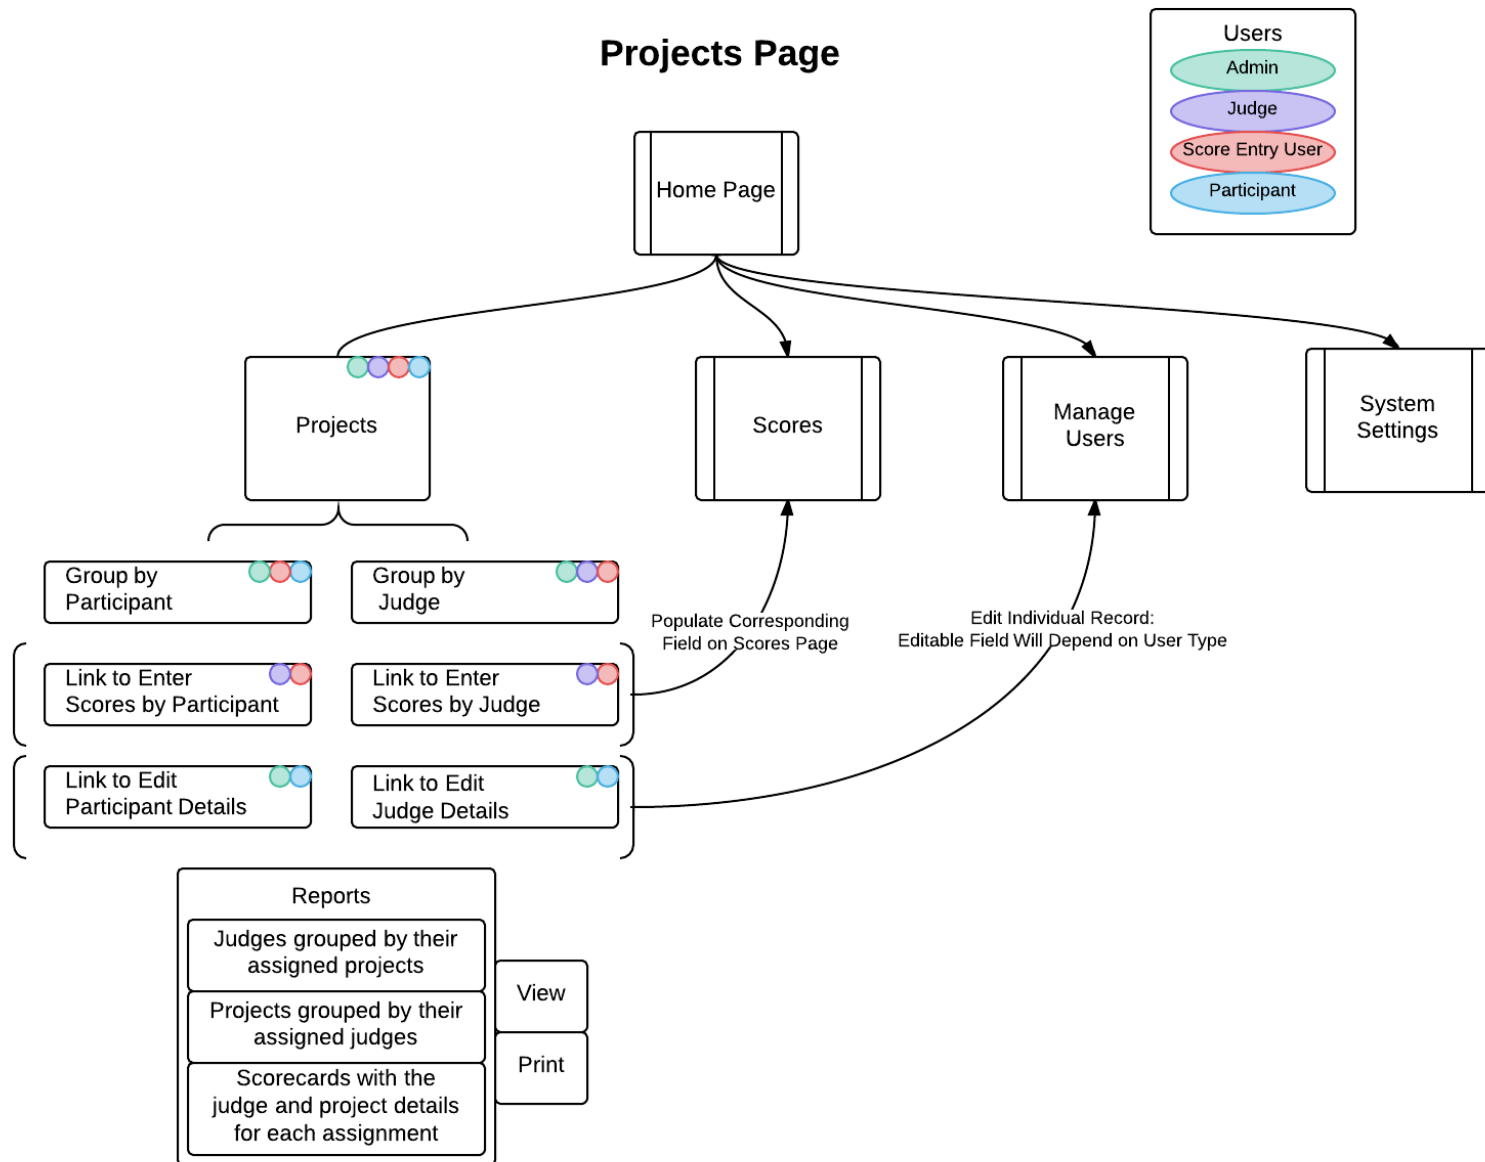 Projects Page
Users
Admin
Judge
Score Entry User
Participant
Home Page
Projects
Scores
Manage
Users
System
Settings
Group by
Participant
Group by
Judge
Link to Enter
Scores by Participant
Link to Enter
Scores by Judge
Populate Corresponding
Field on Scores Page
Edit Individual Record:
Editable Field Will Depend on User Type
Link to Edit
Participant Details
Link to Edit
Judge Details
Reports
Judges grouped by their
assigned projects
Projects grouped by their
assigned judges
Scorecards with the
judge and project details
for each assignment
View
Print